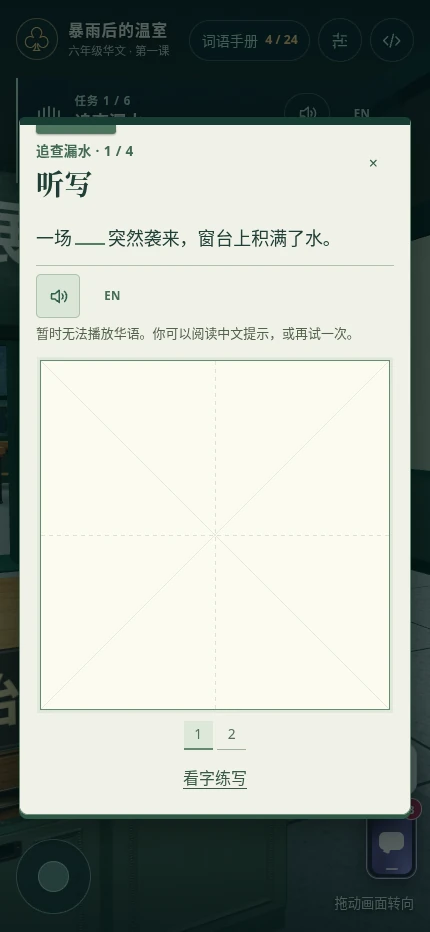 暴雨后的温室
六年级华文 · 第一课
词语手册 4 / 24
任务 1 / 6
EN
追查漏水 · 1 / 4
×
听写
一场 ___ 突然袭来，窗台上积满了水。
EN
暂时无法播放华语。你可以阅读中文提示，或再试一次。
1 2
看字练写
拖动画面转向